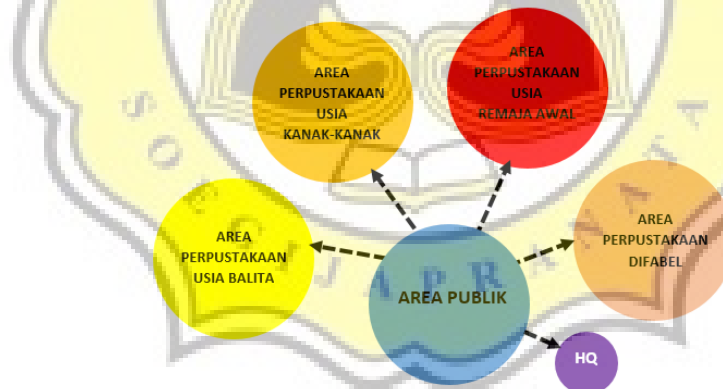 AREA
PERPUSTAKAAN
USIA
KANAK-KANAK
AREA
PERPUSTAKAAN
USIA
REMAJA AWAL
AREA
PERPUSTAKAAN
USIA BALITA
AREA PUBLIK
AREA
PERPUSTAKAAN
DIFABEL
HQ
SOEGIJAPRANATA